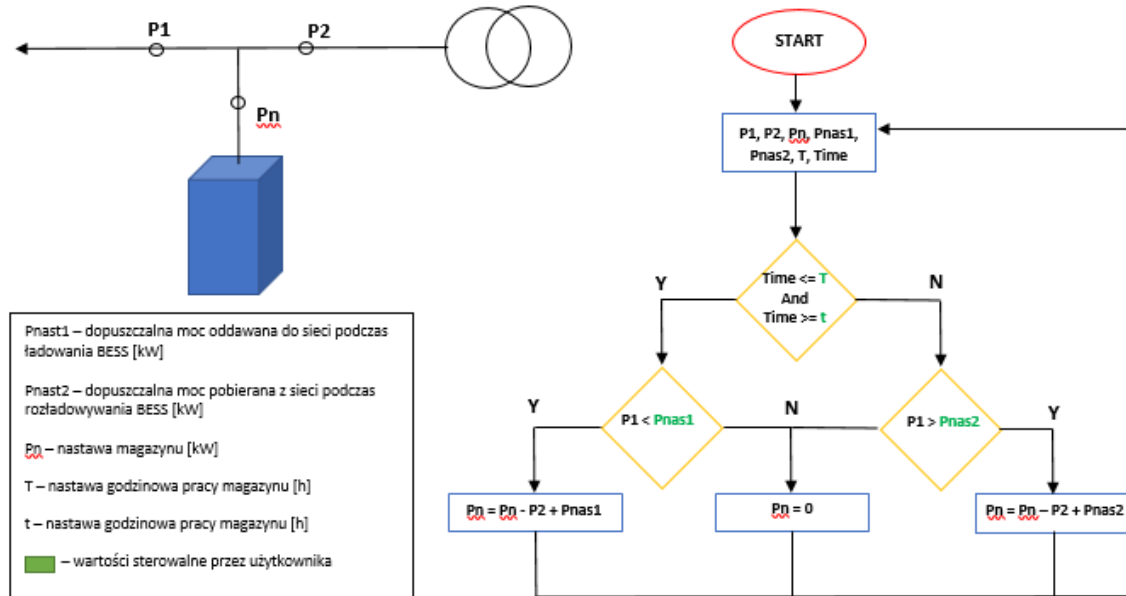 P1
P2
Pn
START
P1, P2, Pn, Pnas1,
Pnas2, T, Time
Time <= T
And
Time >= t
Y
N
P1 < Pnas1
P1 > Pnas2
Y
N
Y
Pn = Pn - P2 + Pnas1
Pn = 0
Pn = Pn – P2 + Pnas2
Pnast1 – dopuszczalna moc oddawana do sieci podczas
ładowania BESS [kW]
Pnast2 – dopuszczalna moc pobierana z sieci podczas
rozładowywania BESS [kW]
Pn – nastawa magazynu [kW]
T – nastawa godzinowa pracy magazynu [h]
t – nastawa godzinowa pracy magazynu [h]
– wartości sterowalne przez użytkownika